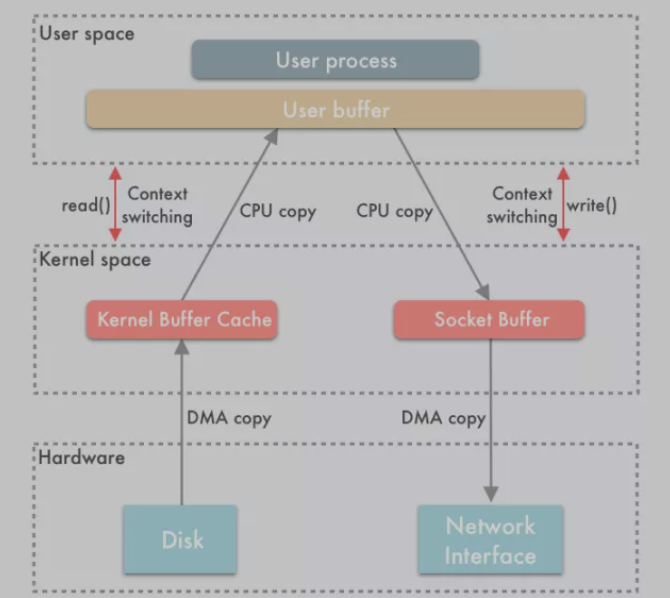 User space
User process
User buffer
read()
Context
switching
CPU copy
CPU copy
Context
switching
write()
Kernel space
Kernel Buffer Cache
Socket Buffer
DMA copy
DMA copy
Hardware
Disk
Network
Interface